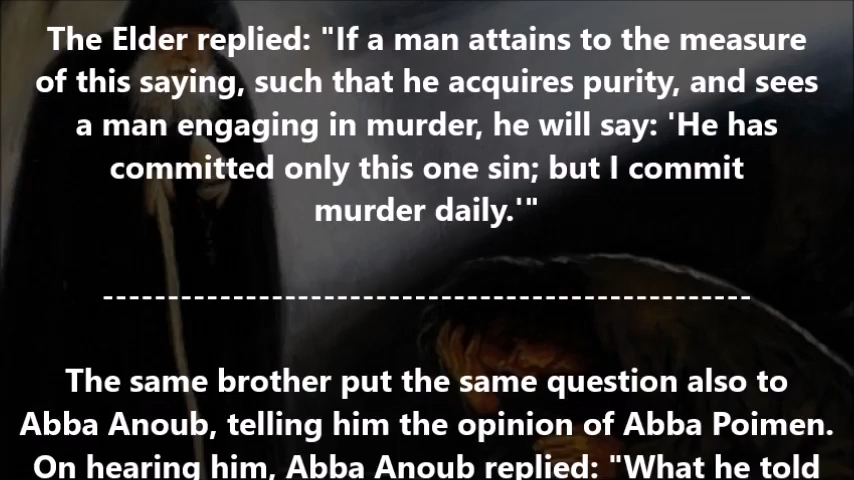 The Elder replied: "If a man attains to the measure
of this saying, such that he acquires purity, and sees
a man engaging in murder, he will say: 'He has
committed only this one sin; but I commit
murder daily.'"
---------------------------------------------------
The same brother put the same question also to
Abba Anoub, telling him the opinion of Abba Poimen.
On hearing him, Abba Anoub replied: "What he told